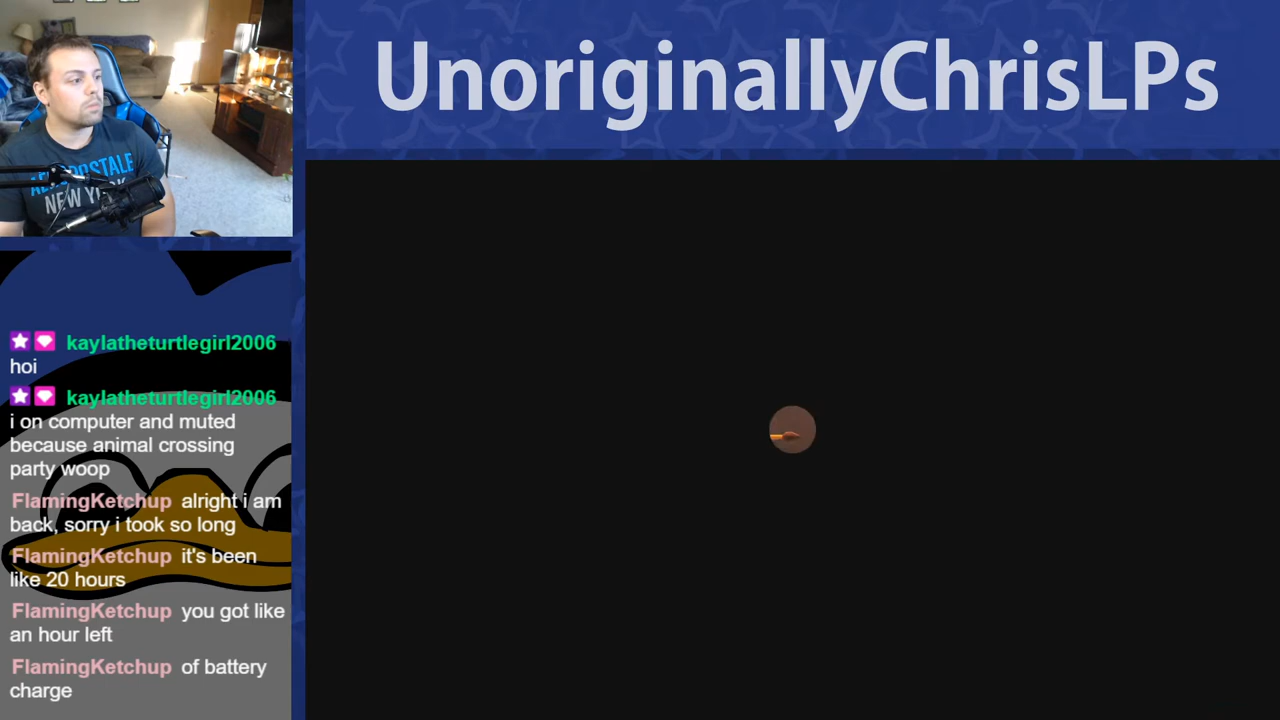 UnoriginallyChrisLPs
AEROPOSTALE
NEW YORK
kaylatheturtlegirl2006
hoi
kaylatheturtlegirl2006
i on computer and muted
because animal crossing
party woop
FlamingKetchup alright i am
back, sorry i took so long
FlamingKetchup it's been
like 20 hours
FlamingKetchup you got like
an hour left
FlamingKetchup of battery
charge